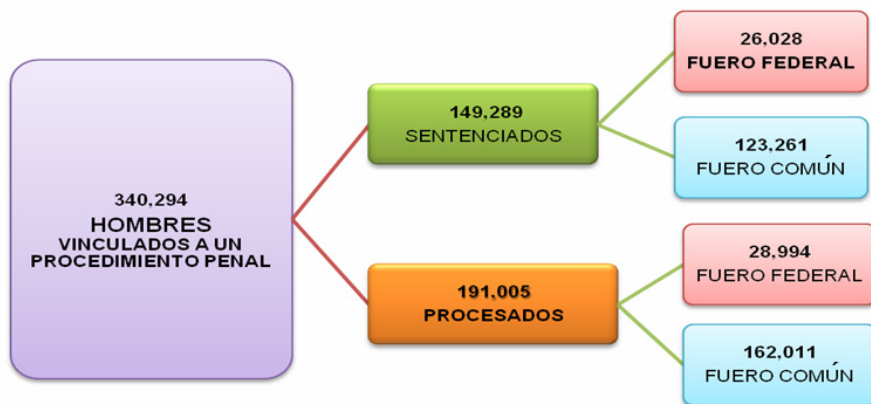 340,294
HOMBRES
VINCULADOS A UN
PROCEDIMIENTO PENAL
149,289
SENTENCIADOS
26,028
FUERO FEDERAL
123,261
FUERO COMÚN
191,005
PROCESADOS
28,994
FUERO FEDERAL
162,011
FUERO COMÚN